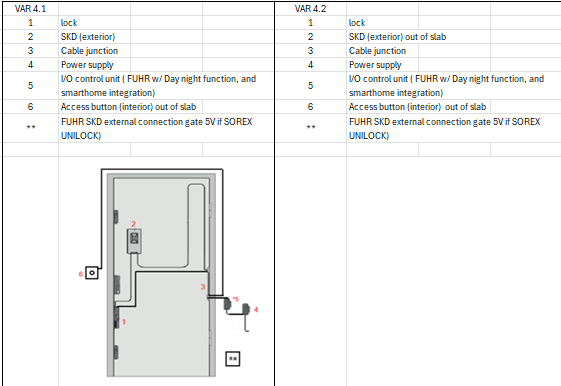 VAR 4.1
1 lock
2 SKD (exterior)
3 Cable junction
4 Power supply
5 I/O control unit ( FUHR w/ Day night function, and
smarthome integration)
6 Access button (interior) out of slab
** FUHR SKD external connection gate 5V if SOREX
UNILOCK)
VAR 4.2
1 lock
2 SKD (exterior) out of slab
3 Cable junction
4 Power supply
5 I/O control unit ( FUHR w/ Day night function, and
smarthome integration)
6 Access button (interior) out of slab
** FUHR SKD external connection gate 5V if SOREX
UNILOCK)
2
6
3
*5
4
1
**